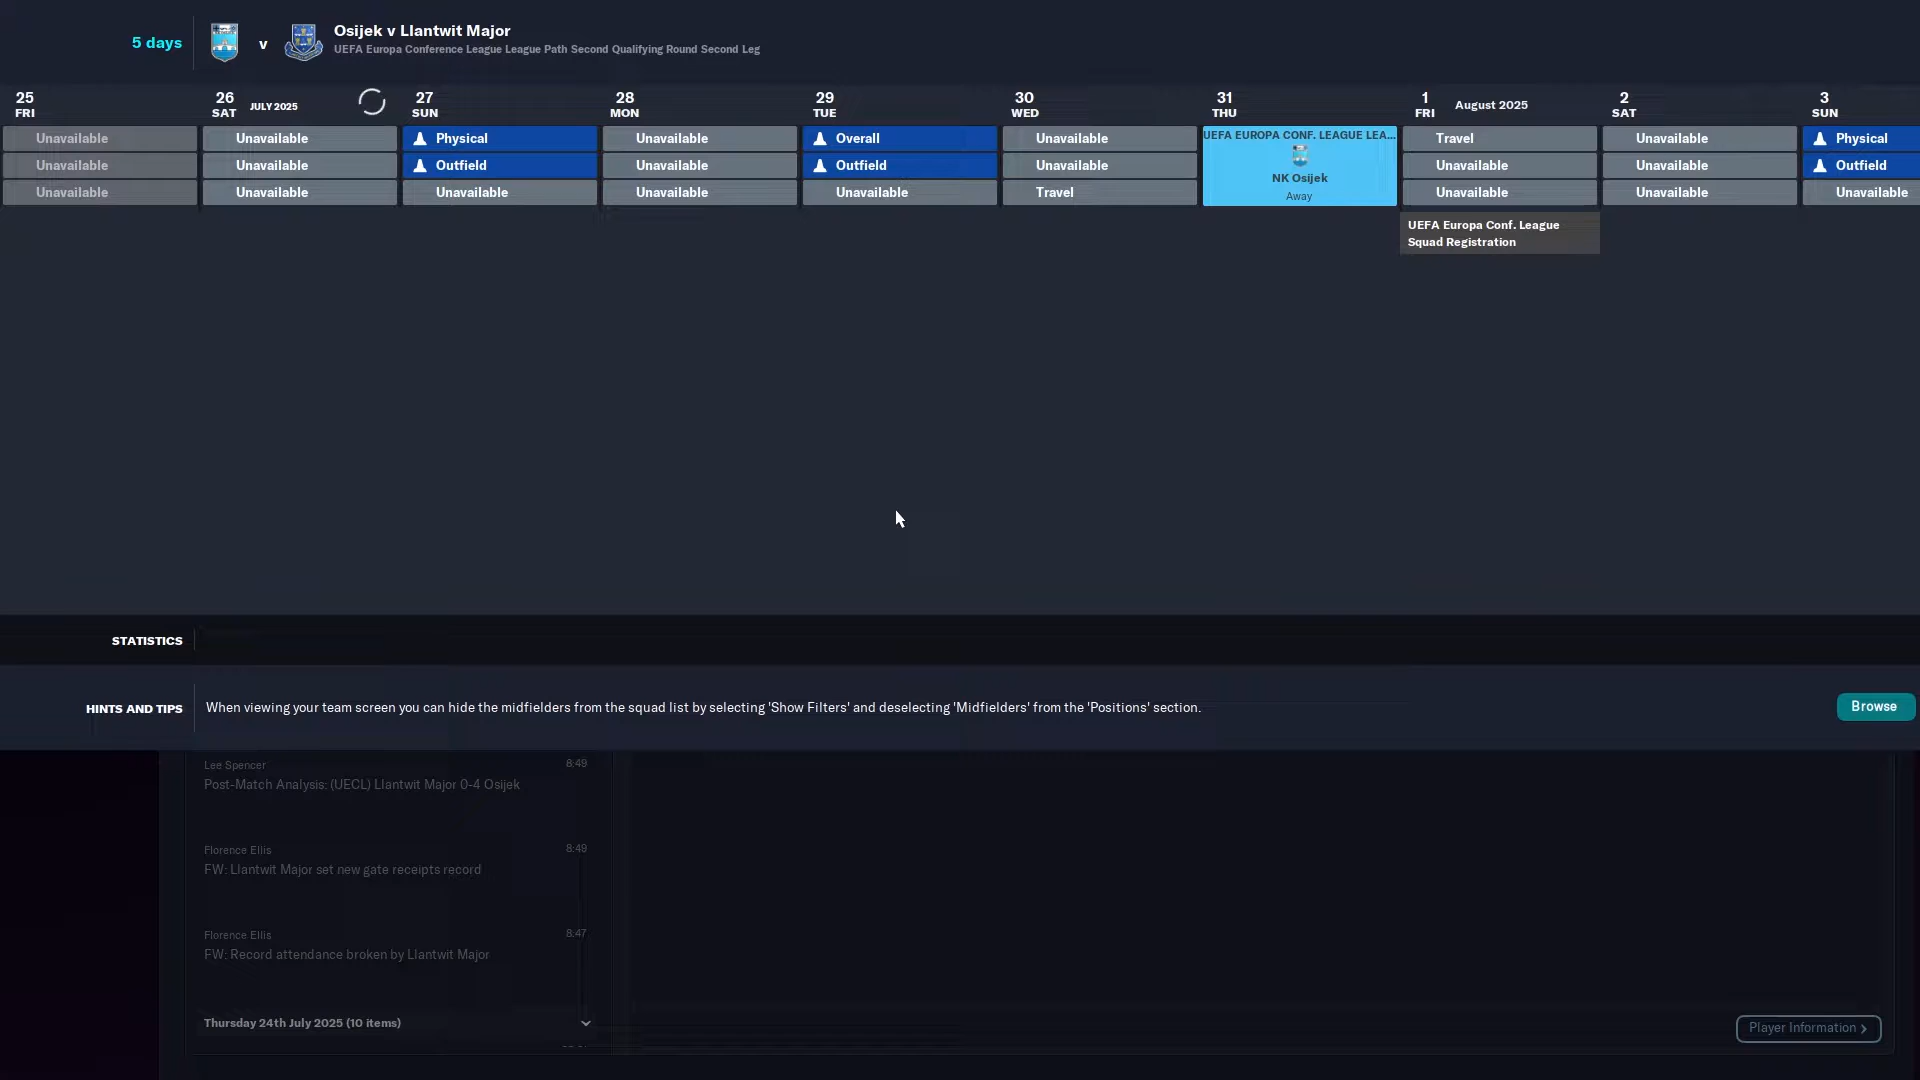 5 days
v
Osijek v Llantwit Major
UEFA Europa Conference League League Path Second Qualifying Round Second Leg
25 FRI
26 SAT JULY 2025
27 SUN
28 MON
29 TUE
30 WED
31 THU
1 FRI August 2025
2 SAT
3 SUN
Unavailable Unavailable Physical Unavailable Overall Unavailable UEFA EUROPA CONF. LEAGUE LEA... Travel Unavailable Physical
Unavailable Unavailable Outfield Unavailable Outfield Unavailable NK Osijek Unavailable Unavailable Outfield
Unavailable Unavailable Unavailable Unavailable Unavailable Travel Away Unavailable Unavailable Unavailable
UEFA Europa Conf. League
Squad Registration
STATISTICS
HINTS AND TIPS
When viewing your team screen you can hide the midfielders from the squad list by selecting 'Show Filters' and deselecting 'Midfielders' from the 'Positions' section.
Browse
Lee Spencer 8:49
Post-Match Analysis: (UECL) Llantwit Major 0-4 Osijek
Florence Ellis 8:49
FW: Llantwit Major set new gate receipts record
Florence Ellis 8:47
FW: Record attendance broken by Llantwit Major
Thursday 24th July 2025 (10 items)
Player Information